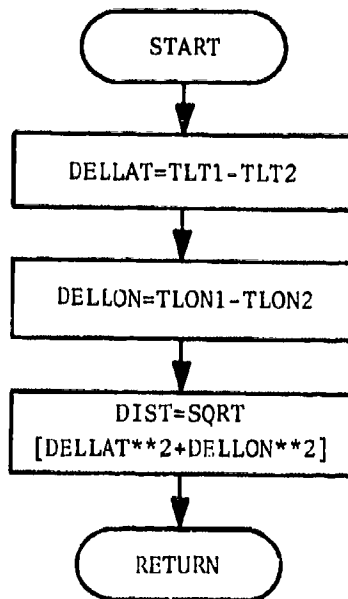 START
DELLAT=TLT1-TLT2
DELLON=TLON1-TLON2
DIST=SQRT
[DELLAT**2+DELLON**2]
RETURN